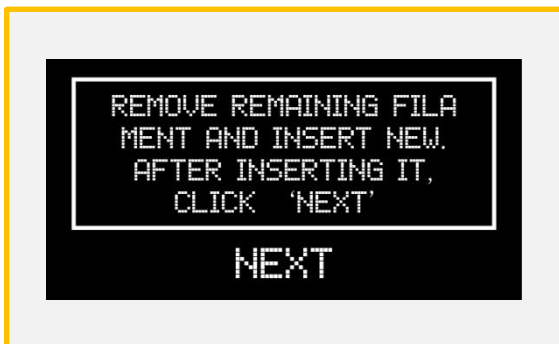 REMOVE REMAINING FILA
MENT AND INSERT NEW.
AFTER INSERTING IT,
CLICK ‘NEXT’
NEXT